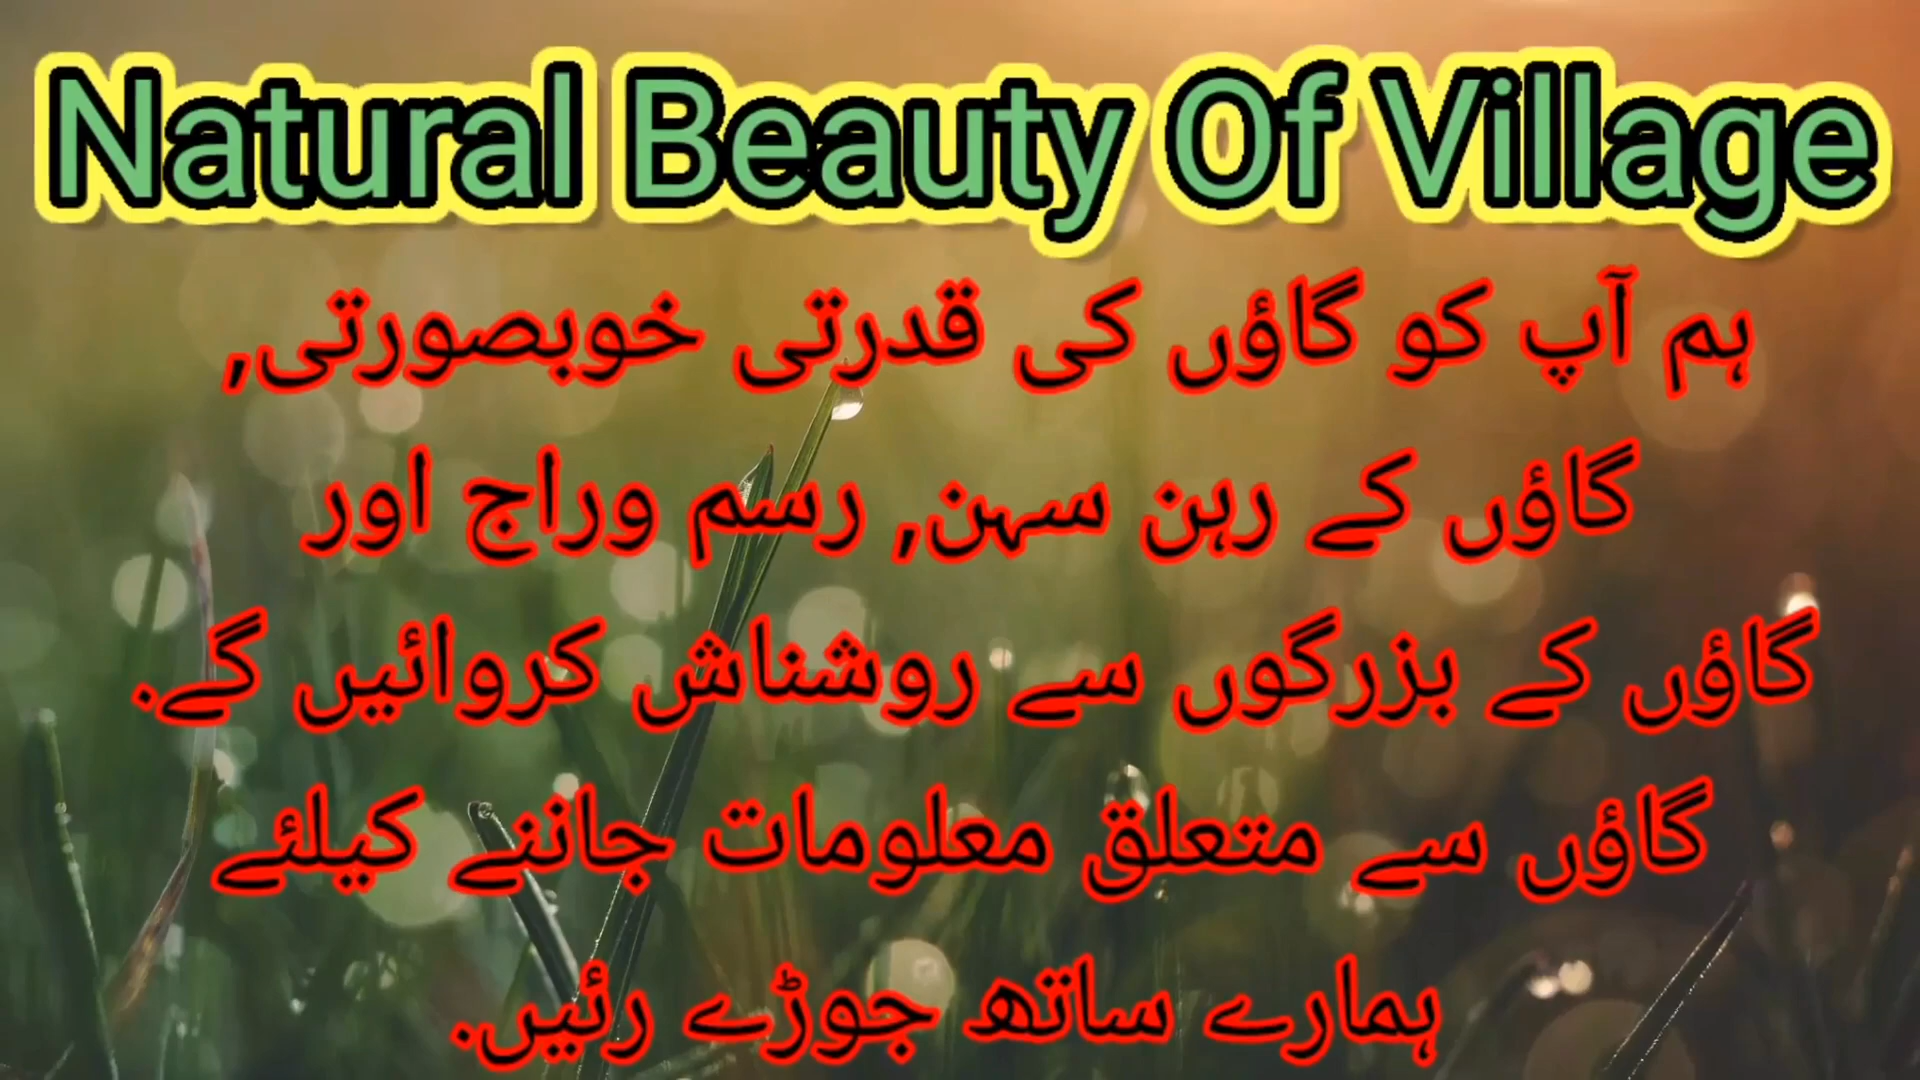 Natural Beauty Of Village
ہم آپ کو گاؤں کی قدرتی خوبصورتی,
گاؤں کے رہن سہن, رسم وراج اور
گاؤں کے بزرگوں سے روشناش کروائیں گے.
گاؤں سے متعلق معلومات جاننے کیلئے
ہمارے ساتھ جوڑے رئیں.